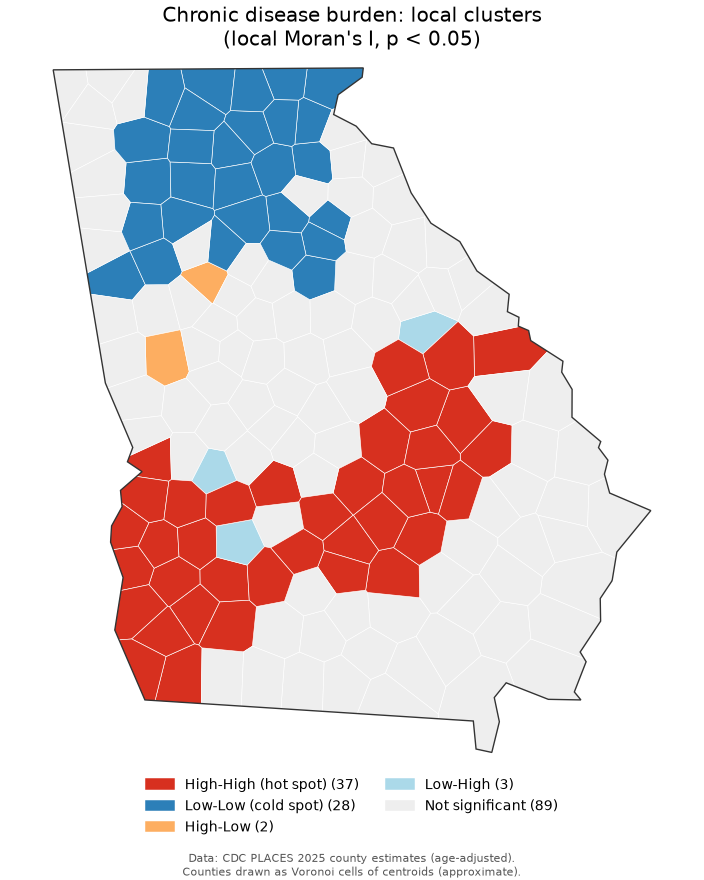 Chronic disease burden: local clusters
(local Moran's I, p < 0.05)
High-High (hot spot) (37)
Low-Low (cold spot) (28)
High-Low (2)
Low-High (3)
Not significant (89)
Data: CDC PLACES 2025 county estimates (age-adjusted).
Counties drawn as Voronoi cells of centroids (approximate).